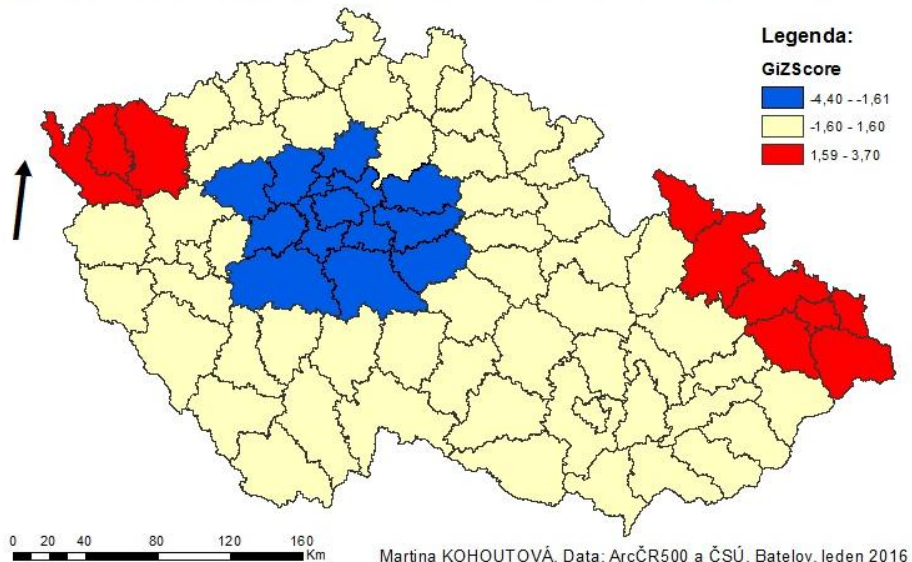 Legenda:
GiZScore
-4,40 - -1,61
-1,60 - 1,60
1,59 - 3,70
0 20 40 80 120 160
Km
Martina KOHOUTOVÁ, Data: ArcČR500 a ČSÚ, Batelov, leden 2016